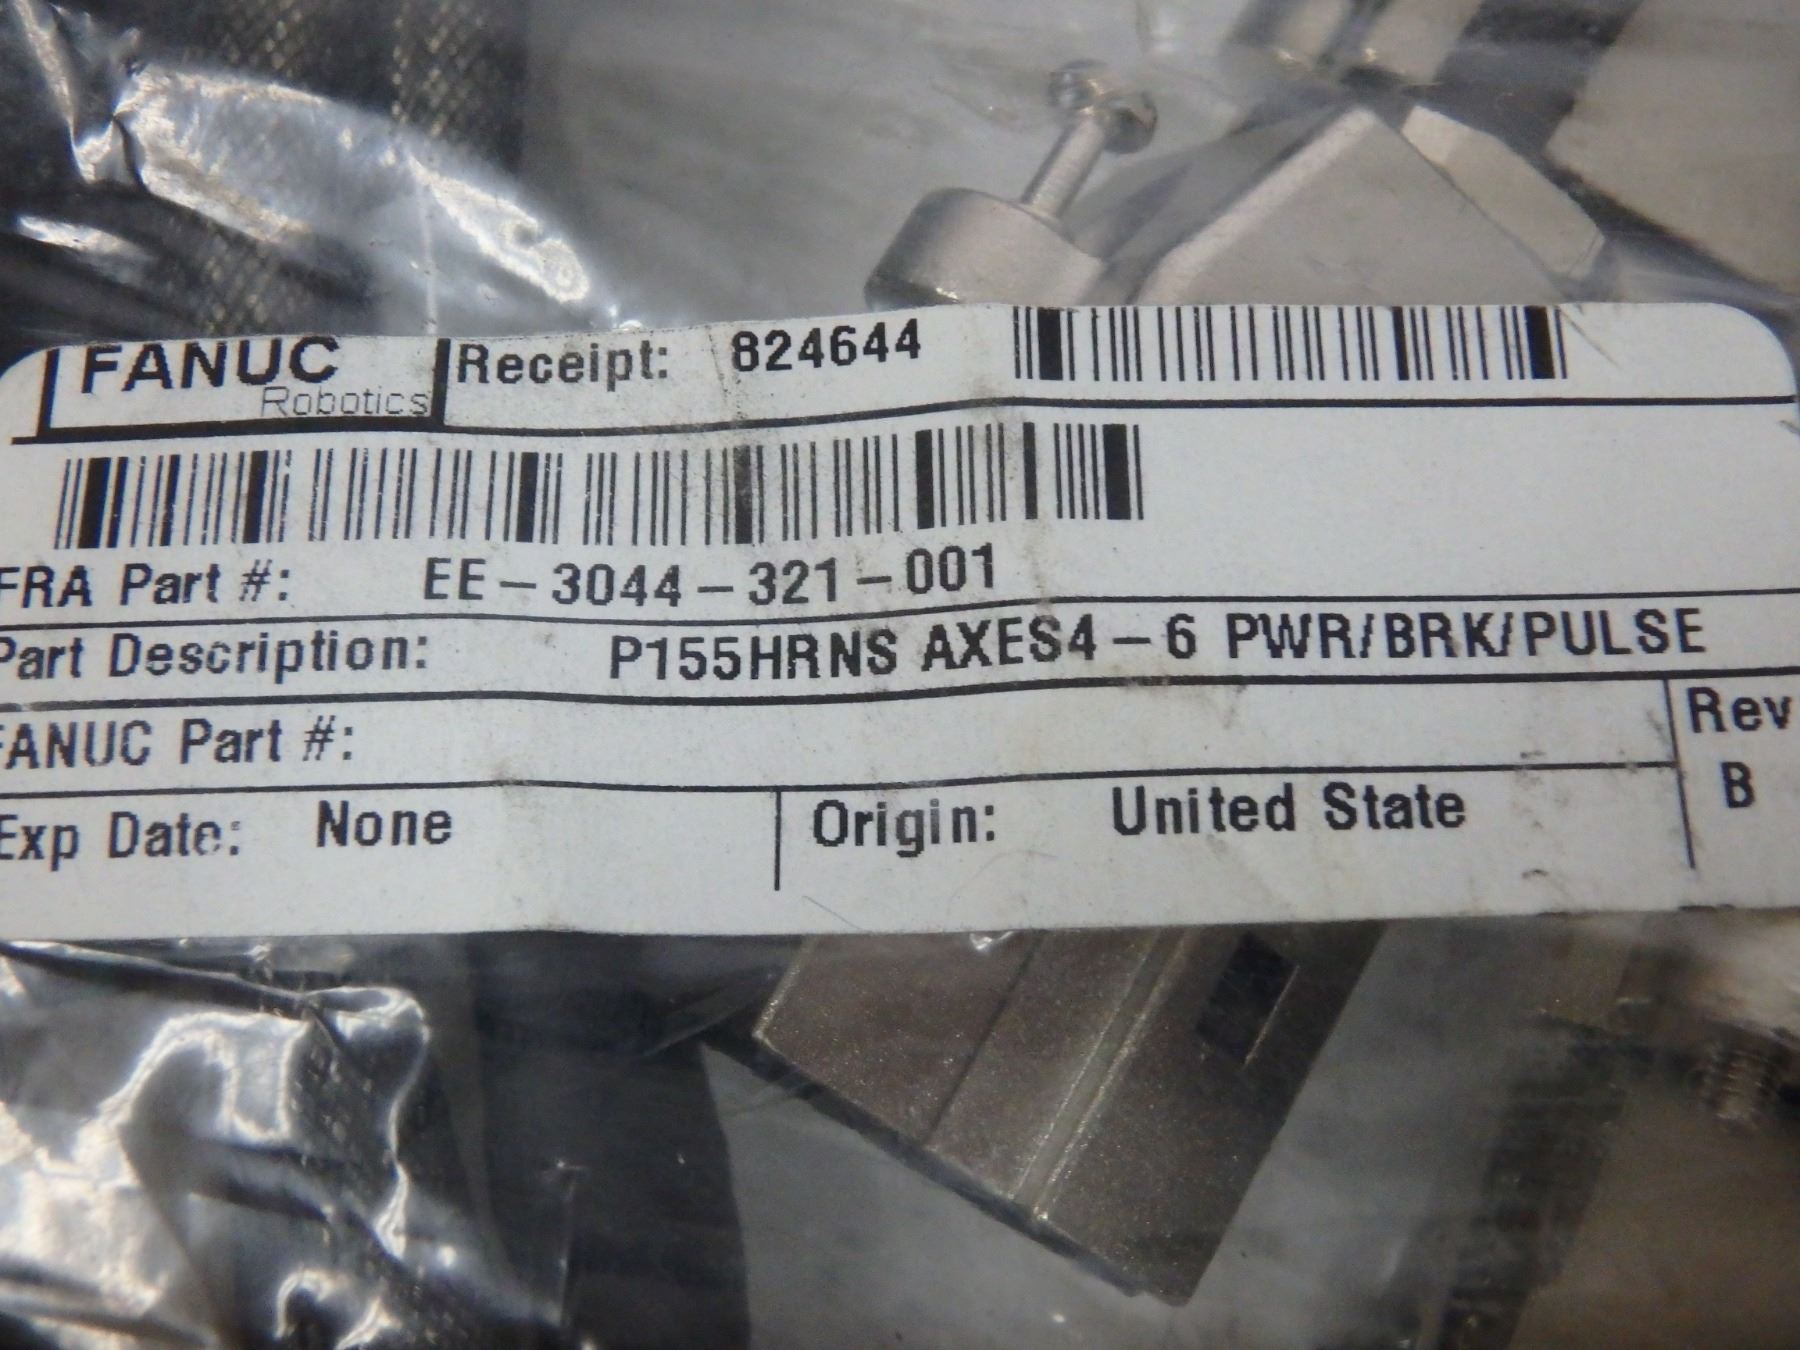 FANUC Receipt: 824644
Robotics
FRA Part #: EE-3044-321-001
Part Description: P155HRNS AXES4-6 PWR/BRK/PULSE
FANUC Part #:
Rev
B
Exp Date: None Origin: United State